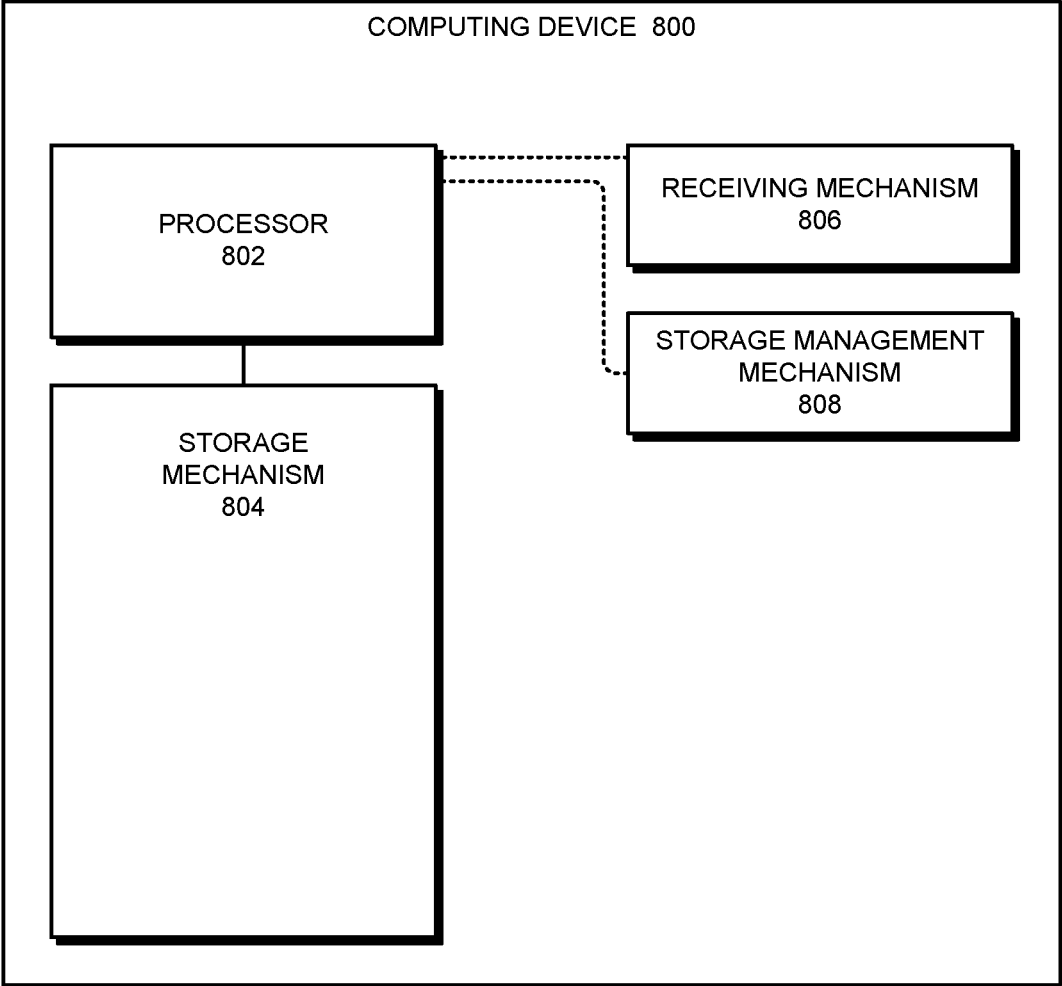 COMPUTING DEVICE 800
PROCESSOR
802
RECEIVING MECHANISM
806
STORAGE MANAGEMENT
MECHANISM
808
STORAGE
MECHANISM
804